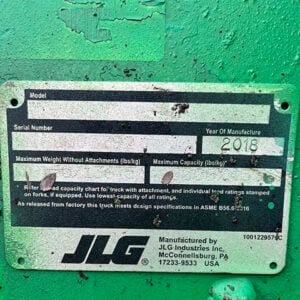 Model
Serial Number
Year Of Manufacture
2018
Maximum Weight Without Attachments (lbs/kg)
Maximum Capacity (lbs/kg)
Refer to load capacity chart for truck with attachment, and individual load ratings stamped
on forks, if equipped. Use lowest capacity of all ratings.
As released from factory this truck meets design specifications in ASME
JLG®
Manufactured by
JLG Industries Inc.
McConnellsburg, PA
17233-9533 USA